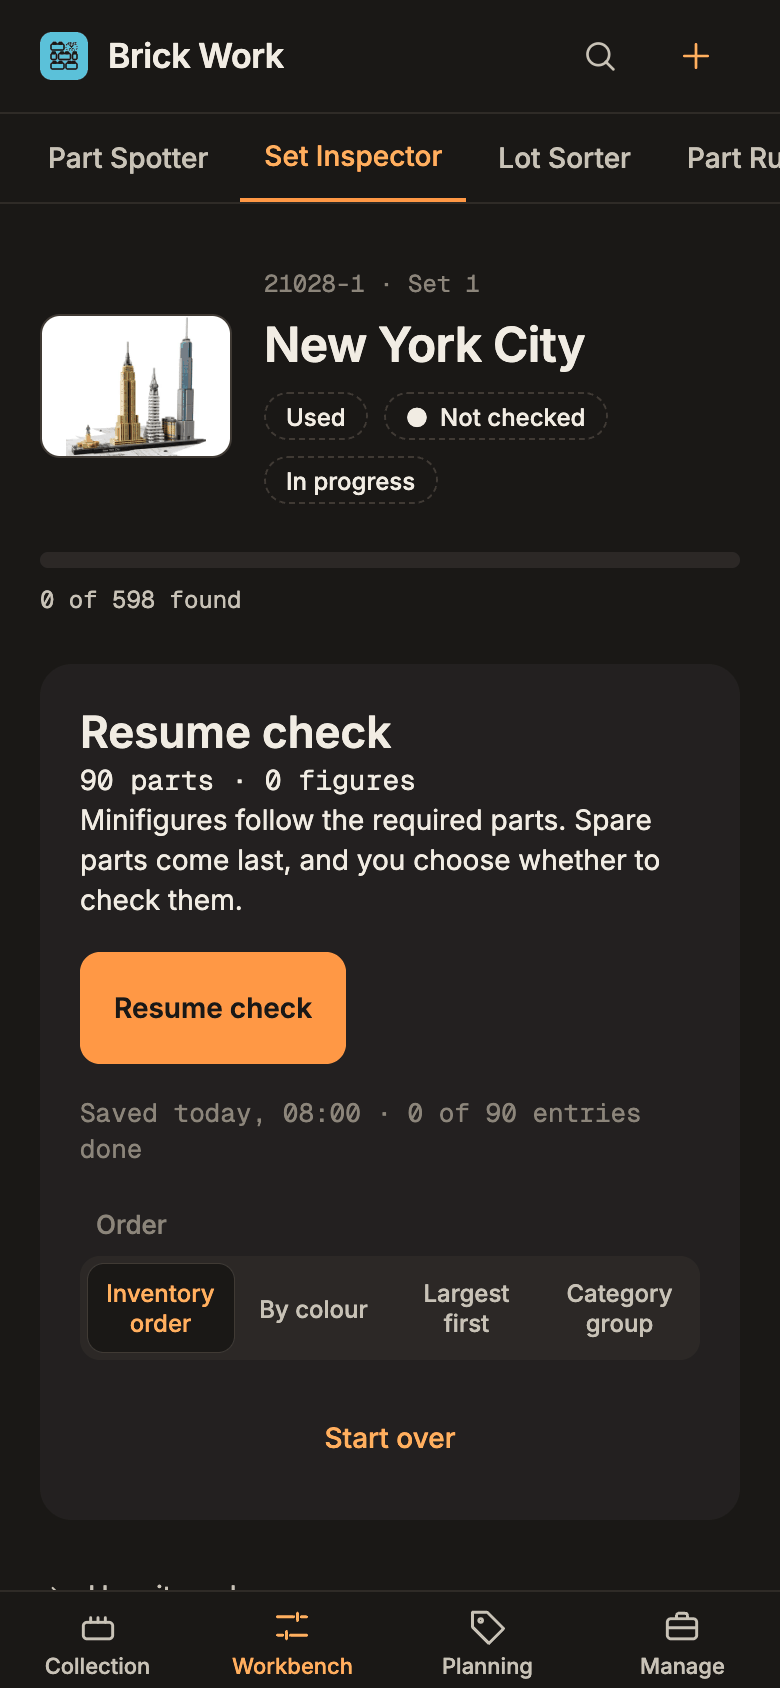 Brick Work
Part Spotter
Set Inspector
Lot Sorter
Part Ru
21028-1 · Set 1
New York City
Used
Not checked
In progress
0 of 598 found
Resume check
90 parts · 0 figures
Minifigures follow the required parts. Spare
parts come last, and you choose whether to
check them.
Resume check
Saved today, 08:00 · 0 of 90 entries
done
Order
Inventory
order
By colour
Largest
first
Category
group
Start over
Collection
Workbench
Planning
Manage